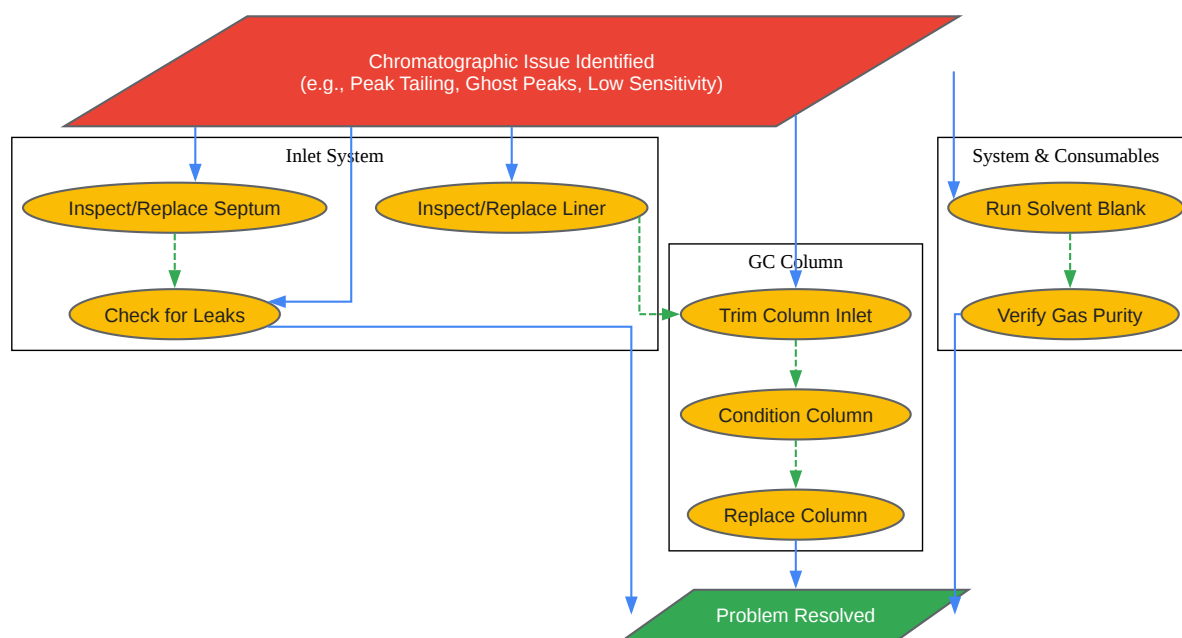 Chromatographic Issue Identified
(e.g., Peak Tailing, Ghost Peaks, Low Sensitivity)
Inlet System
System & Consumables
Inspect/Replace Septum
Inspect/Replace Liner
Run Solvent Blank
GC Column
Check for Leaks
Trim Column Inlet
Verify Gas Purity
Condition Column
Replace Column
Problem Resolved